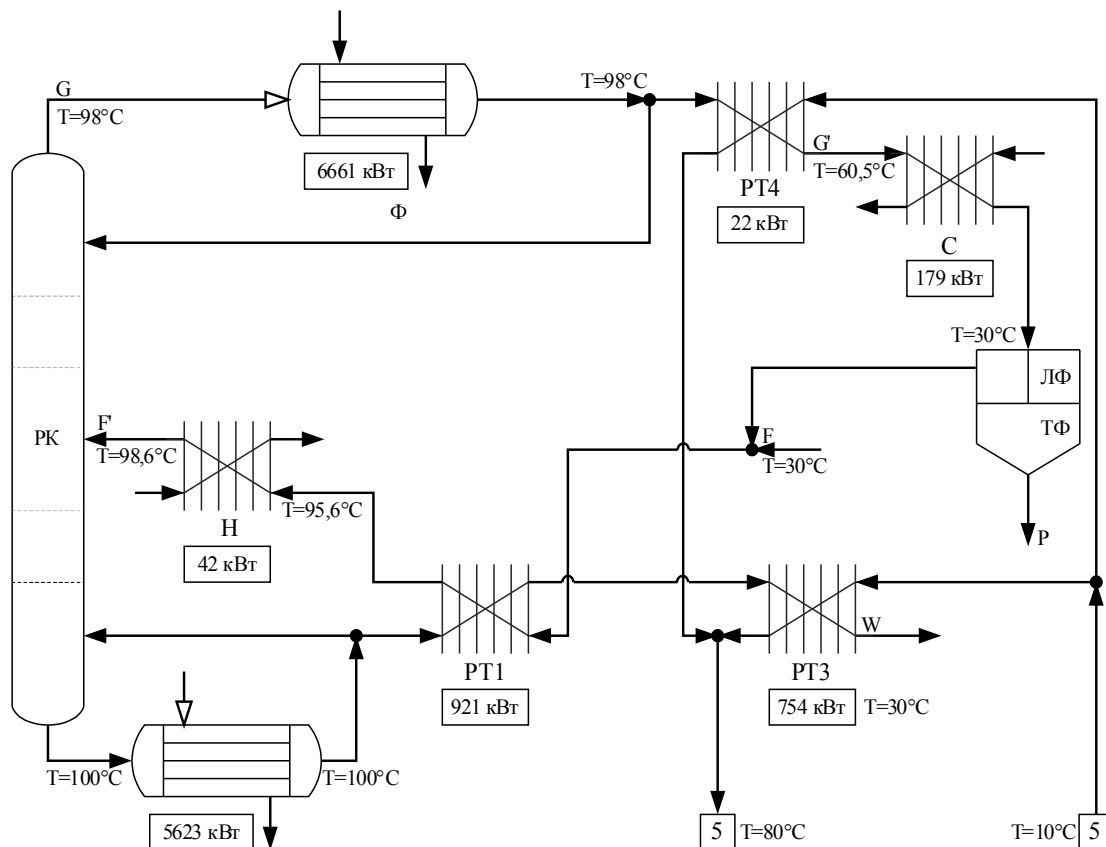 G
T=98°C
6661 кВт
Ф
T=98°C
РТ4
22 кВт
G'
T=60,5°C
С
179 кВт
T=30°C
ЛФ
ТФ
Р
РК
F'
T=98,6°C
Н
42 кВт
T=95,6°C
F
T=30°C
РТ1
921 кВт
W
РТ3
754 кВт
T=30°C
T=100°C
T=100°C
5623 кВт
5
T=80°C
T=10°C
5